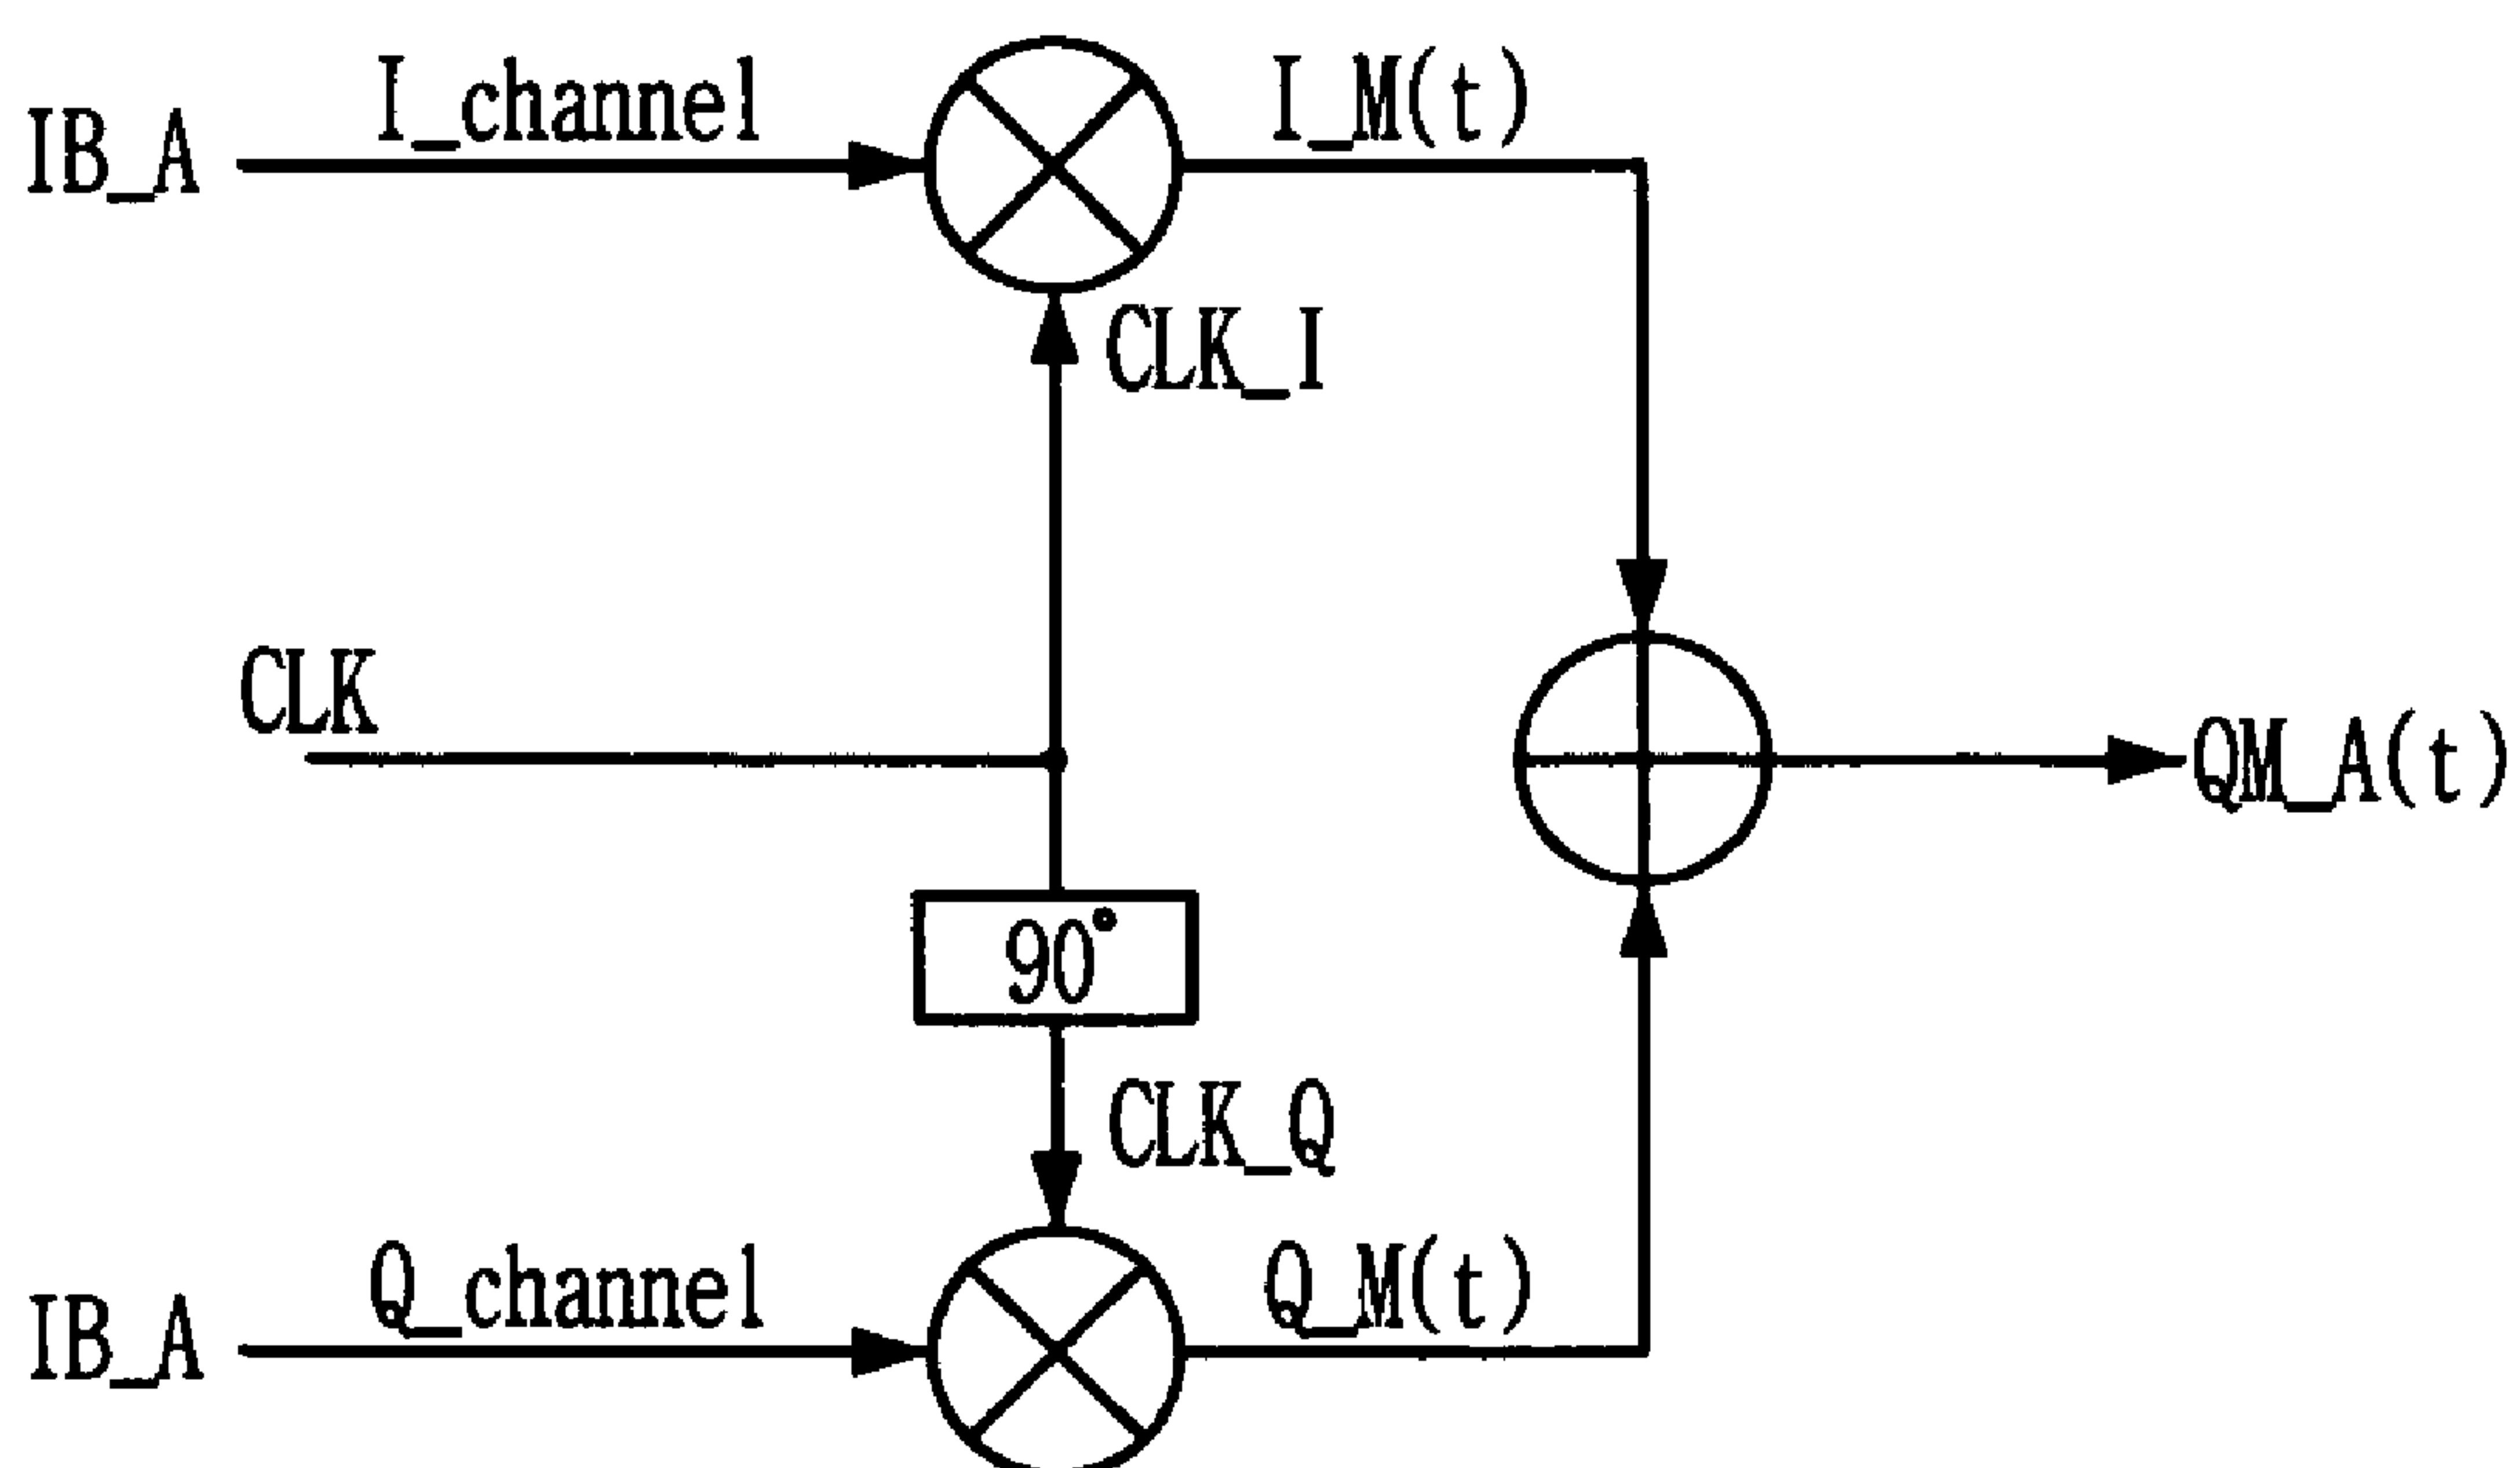 I_channel
I_M(t)
IB_A
CLK_I
CLK
QM_A(t)
90°
CLK_Q
Q_channel
Q_M(t)
IB_A